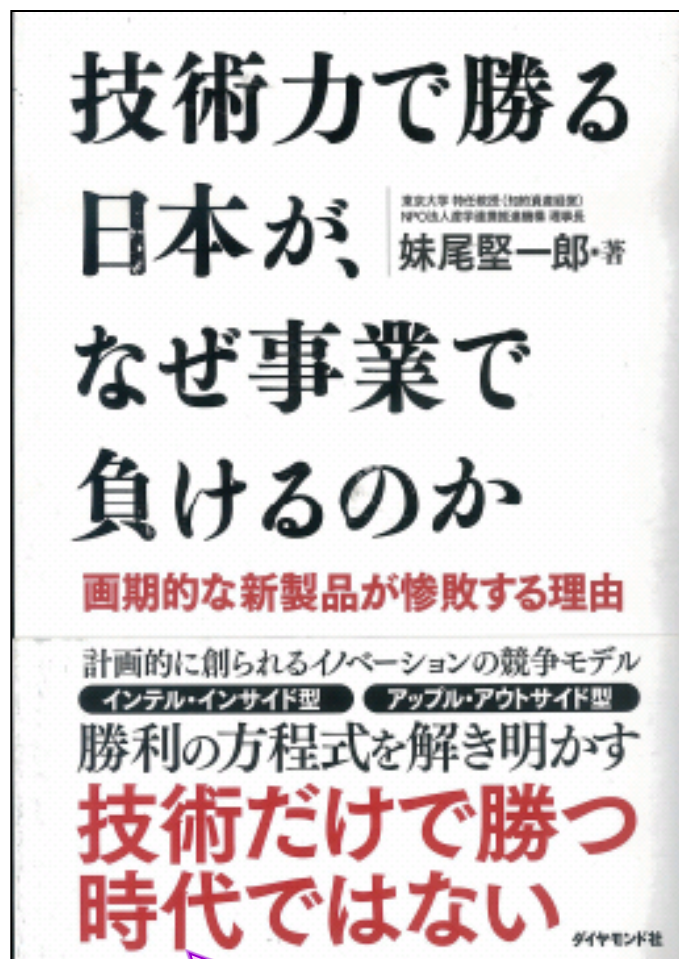 技術力で勝る
日本が、
東京大学 特任教授（知的資産経営）
NPO法人産学連携推進機構 理事長
妹尾堅一郎・著
なぜ事業で
負けるのか
画期的な新製品が惨敗する理由
計画的に創られるイノベーションの競争モデル
インテル・インサイド型 アップル・アウトサイド型
勝利の方程式を解き明かす
技術だけで勝つ
時代ではない
ダイヤモンド社